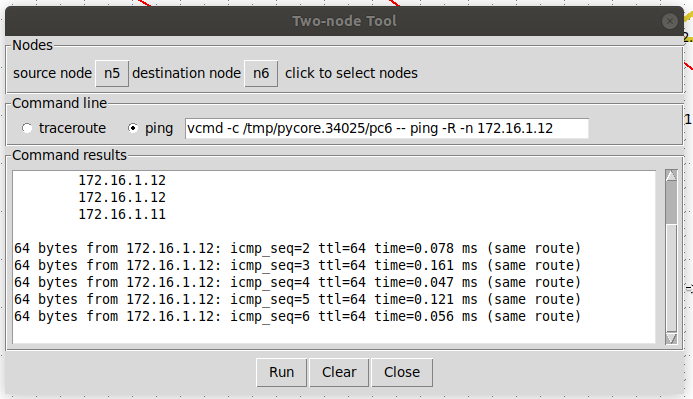 Two-node Tool
Nodes
source node n5 destination node n6 click to select nodes
Command line
traceroute ping vcmd -c /tmp/pycore.34025/pc6 -- ping -R -n 172.16.1.12
Command results
172.16.1.12
172.16.1.12
172.16.1.11
64 bytes from 172.16.1.12: icmp_seq=2 ttl=64 time=0.078 ms (same route)
64 bytes from 172.16.1.12: icmp_seq=3 ttl=64 time=0.161 ms (same route)
64 bytes from 172.16.1.12: icmp_seq=4 ttl=64 time=0.047 ms (same route)
64 bytes from 172.16.1.12: icmp_seq=5 ttl=64 time=0.121 ms (same route)
64 bytes from 172.16.1.12: icmp_seq=6 ttl=64 time=0.056 ms (same route)
Run Clear Close